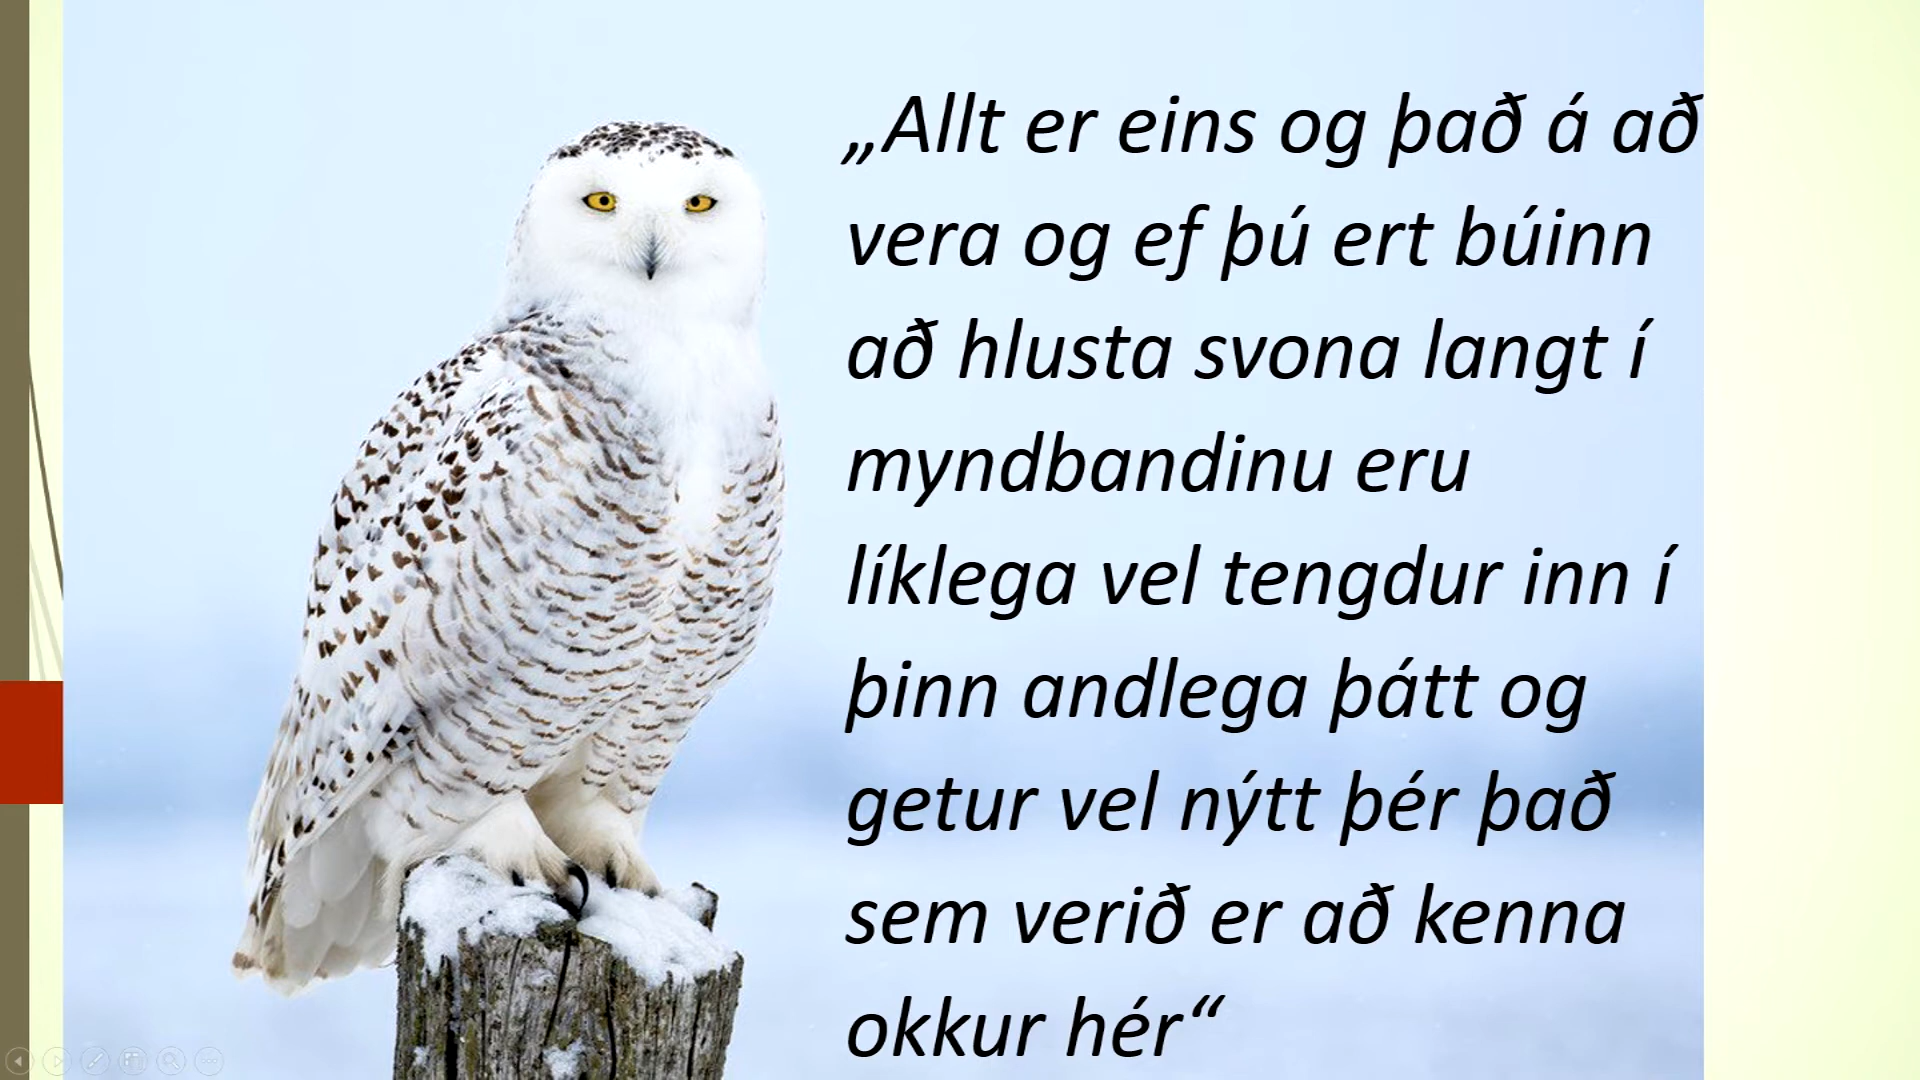 „Allt er eins og það á að
vera og ef þú ert búinn
að hlusta svona langt í
myndbandinu eru
líklega vel tengdur inn í
þinn andlega þátt og
getur vel nýtt þér það
sem verið er að kenna
okkur hér“